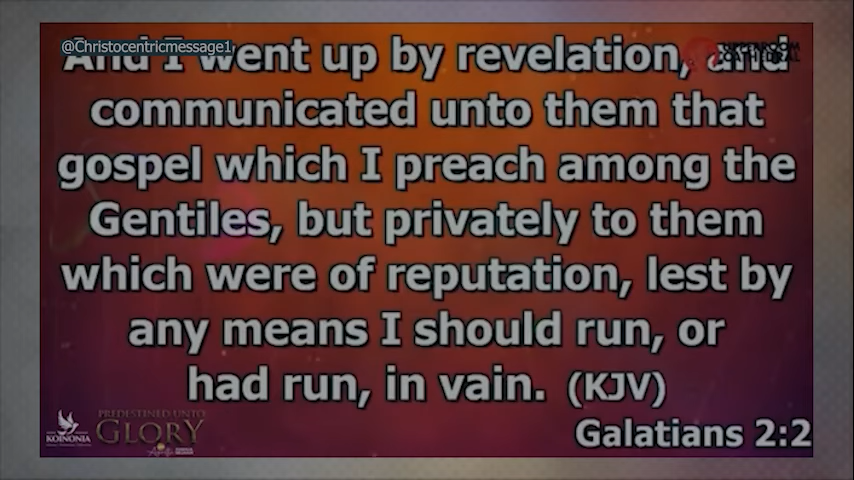 @Christocentricmessage1
And I went up by revelation, and
UPPERROOM
CATHEDRAL
communicated unto them that
gospel which I preach among the
Gentiles, but privately to them
which were of reputation, lest by
any means I should run, or
had run, in vain. (KJV)
Galatians 2:2
KOINONIA
PREDESTINED UNTO
GLORY